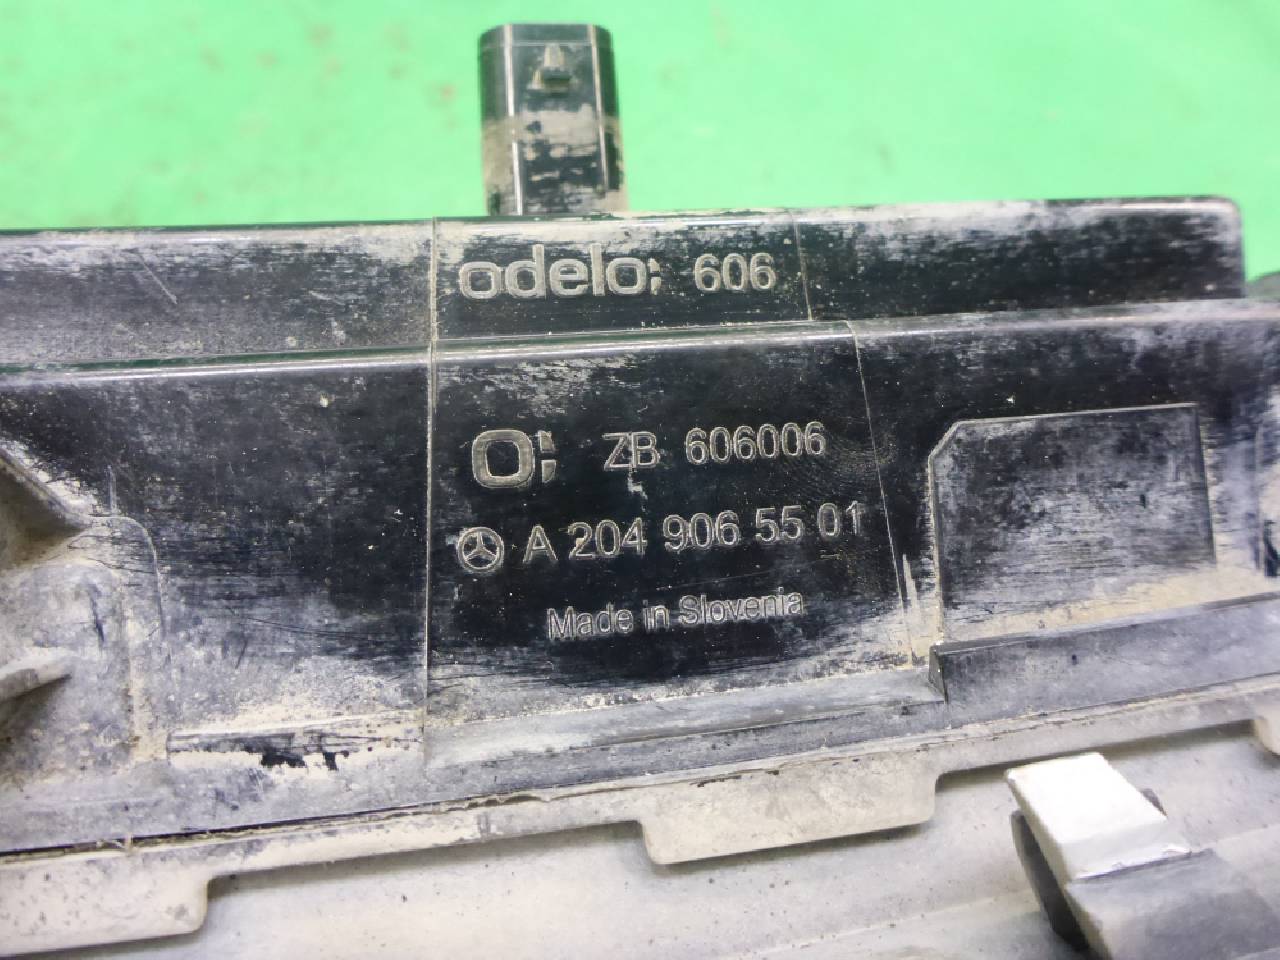 odelo; 606
O; ZB 606006
A 204 906 55 01
Made in Slovenia